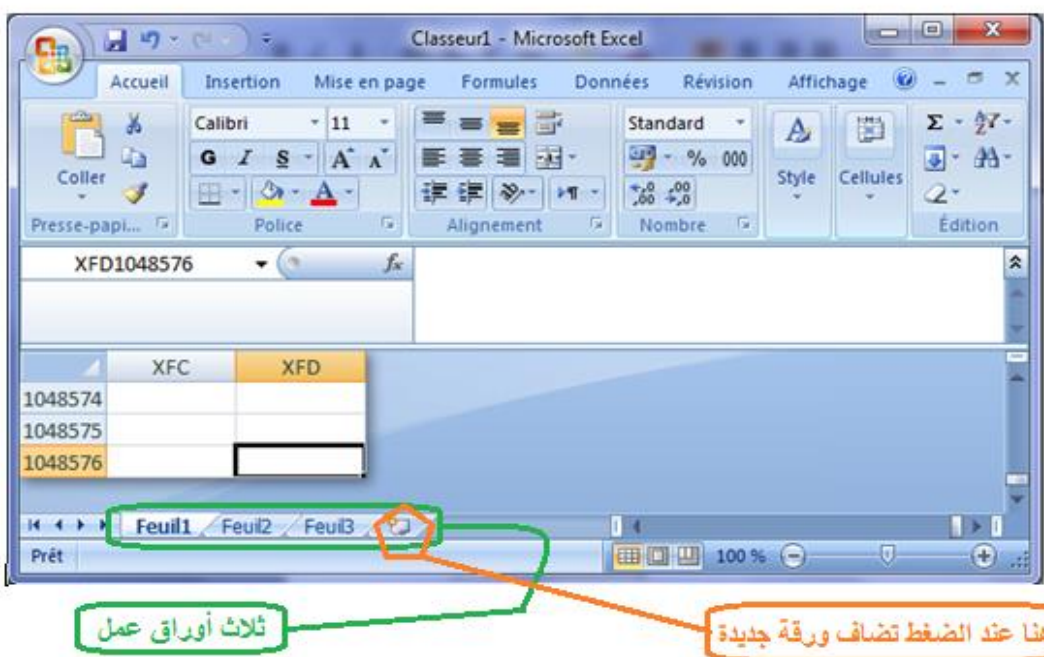 Classeur1 - Microsoft Excel
Accueil Insertion Mise en page Formules Données Révision Affichage
Calibri 11 Standard Σ
G I S A A % 000
Coller A Style Cellules
Presse-papi... Police Alignement Nombre Édition
XFD1048576 fx
XFC XFD
1048574
1048575
1048576
Feuil1 Feuil2 Feuil3
Prêt 100 %
هنا عند الضغط تضاف ورقة جديدة
ثلاث أوراق عمل